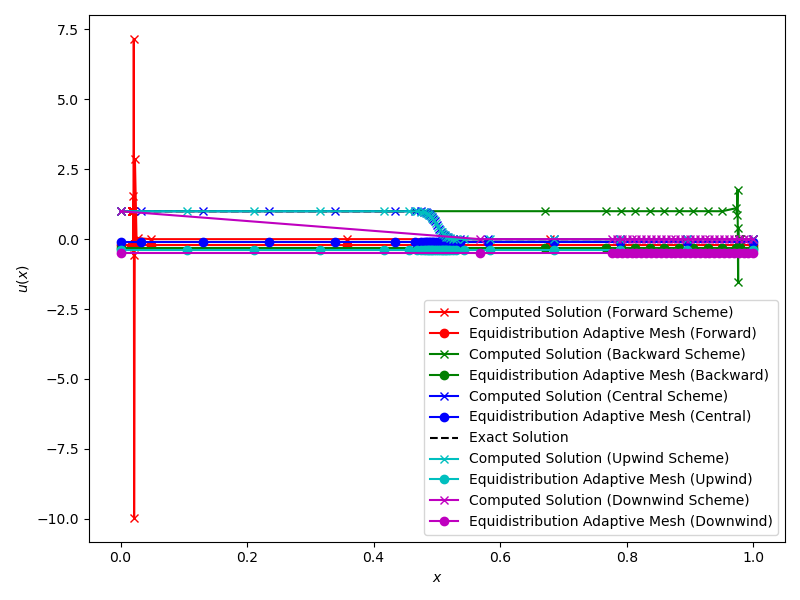 7.5
5.0
2.5
0.0
−2.5
−5.0
−7.5
−10.0
u(x)
Computed Solution (Forward Scheme)
Equidistribution Adaptive Mesh (Forward)
Computed Solution (Backward Scheme)
Equidistribution Adaptive Mesh (Backward)
Computed Solution (Central Scheme)
Equidistribution Adaptive Mesh (Central)
Exact Solution
Computed Solution (Upwind Scheme)
Equidistribution Adaptive Mesh (Upwind)
Computed Solution (Downwind Scheme)
Equidistribution Adaptive Mesh (Downwind)
0.0 0.2 0.4 0.6 0.8 1.0
x